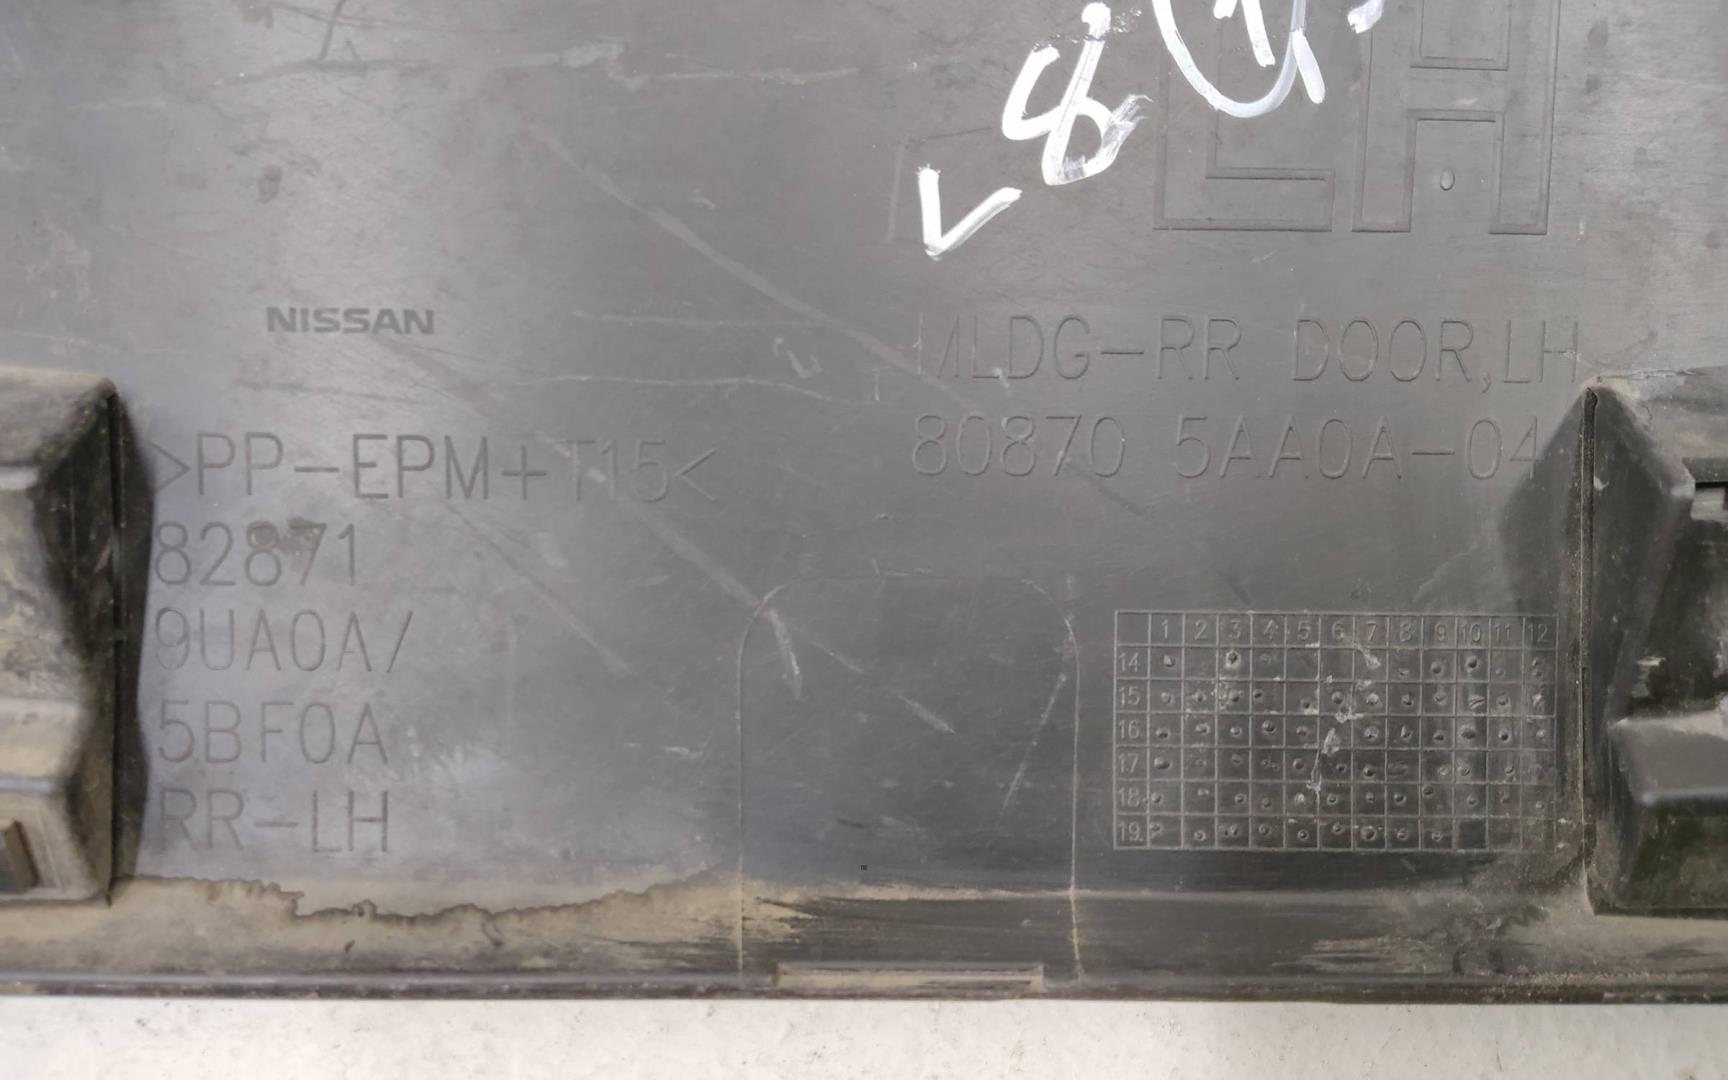 LH
NISSAN
MLDG-RR DOOR,LH
80870 5AA0A-04
>PP-EPM+T15<
82871
9UA0A/
5BF0A
RR-LH
1 2 3 4 5 6 7 8 9 10 11 12
14
15
16
17
18
19